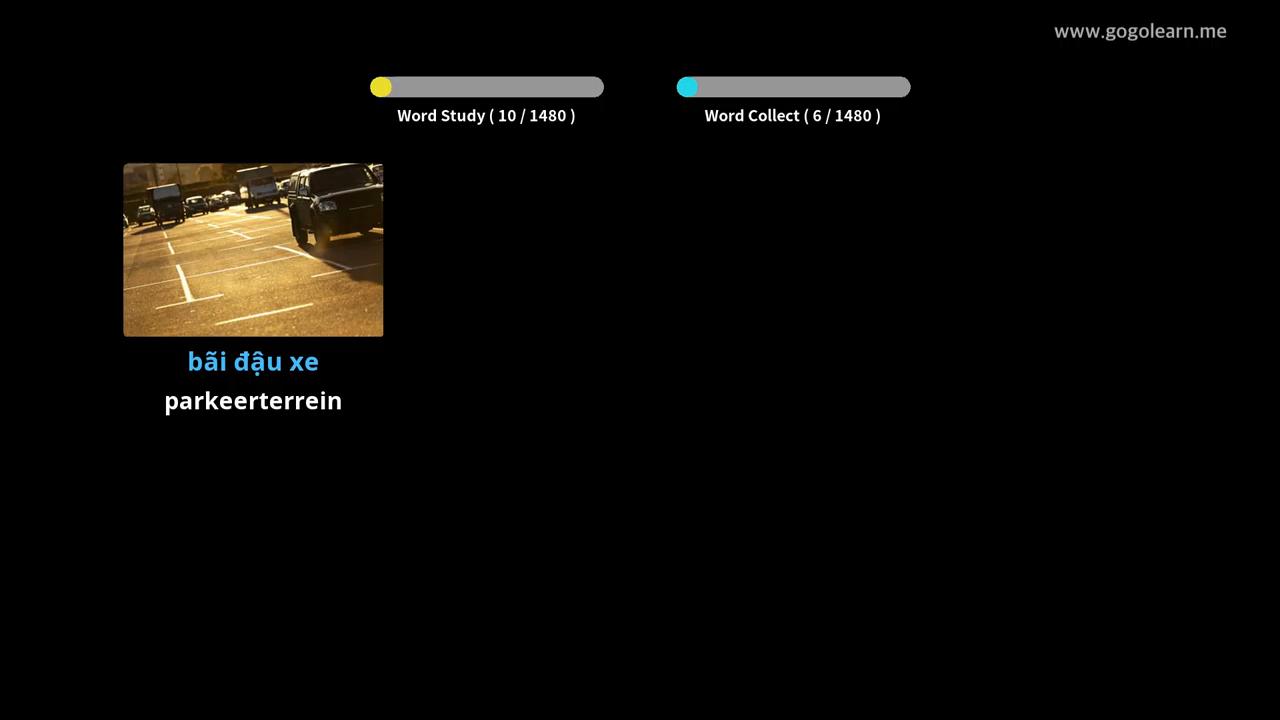 www.gogolearn.me
Word Study ( 10 / 1480 )
Word Collect ( 6 / 1480 )
bãi đậu xe
parkeerterrein